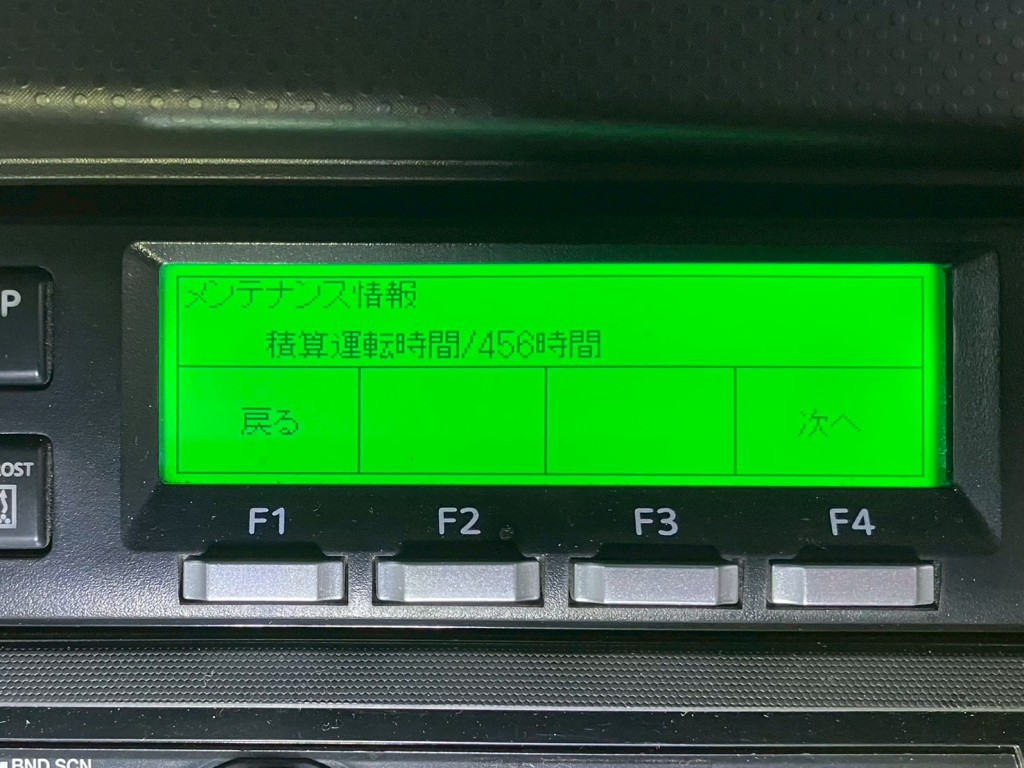 メンテナンス情報
積算運転時間/456時間
戻る 次へ
P
OST
F1 F2 F3 F4
BND SCN